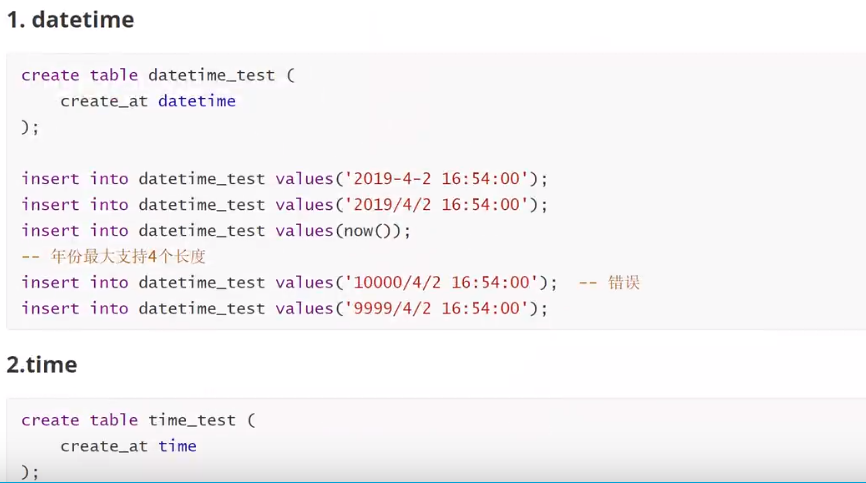 1. datetime
create table datetime_test (
    create_at datetime
);
insert into datetime_test values('2019-4-2 16:54:00');
insert into datetime_test values('2019/4/2 16:54:00');
insert into datetime_test values(now());
-- 年份最大支持4个长度
insert into datetime_test values('10000/4/2 16:54:00');  -- 错误
insert into datetime_test values('9999/4/2 16:54:00');
2.time
create table time_test (
    create_at time
);